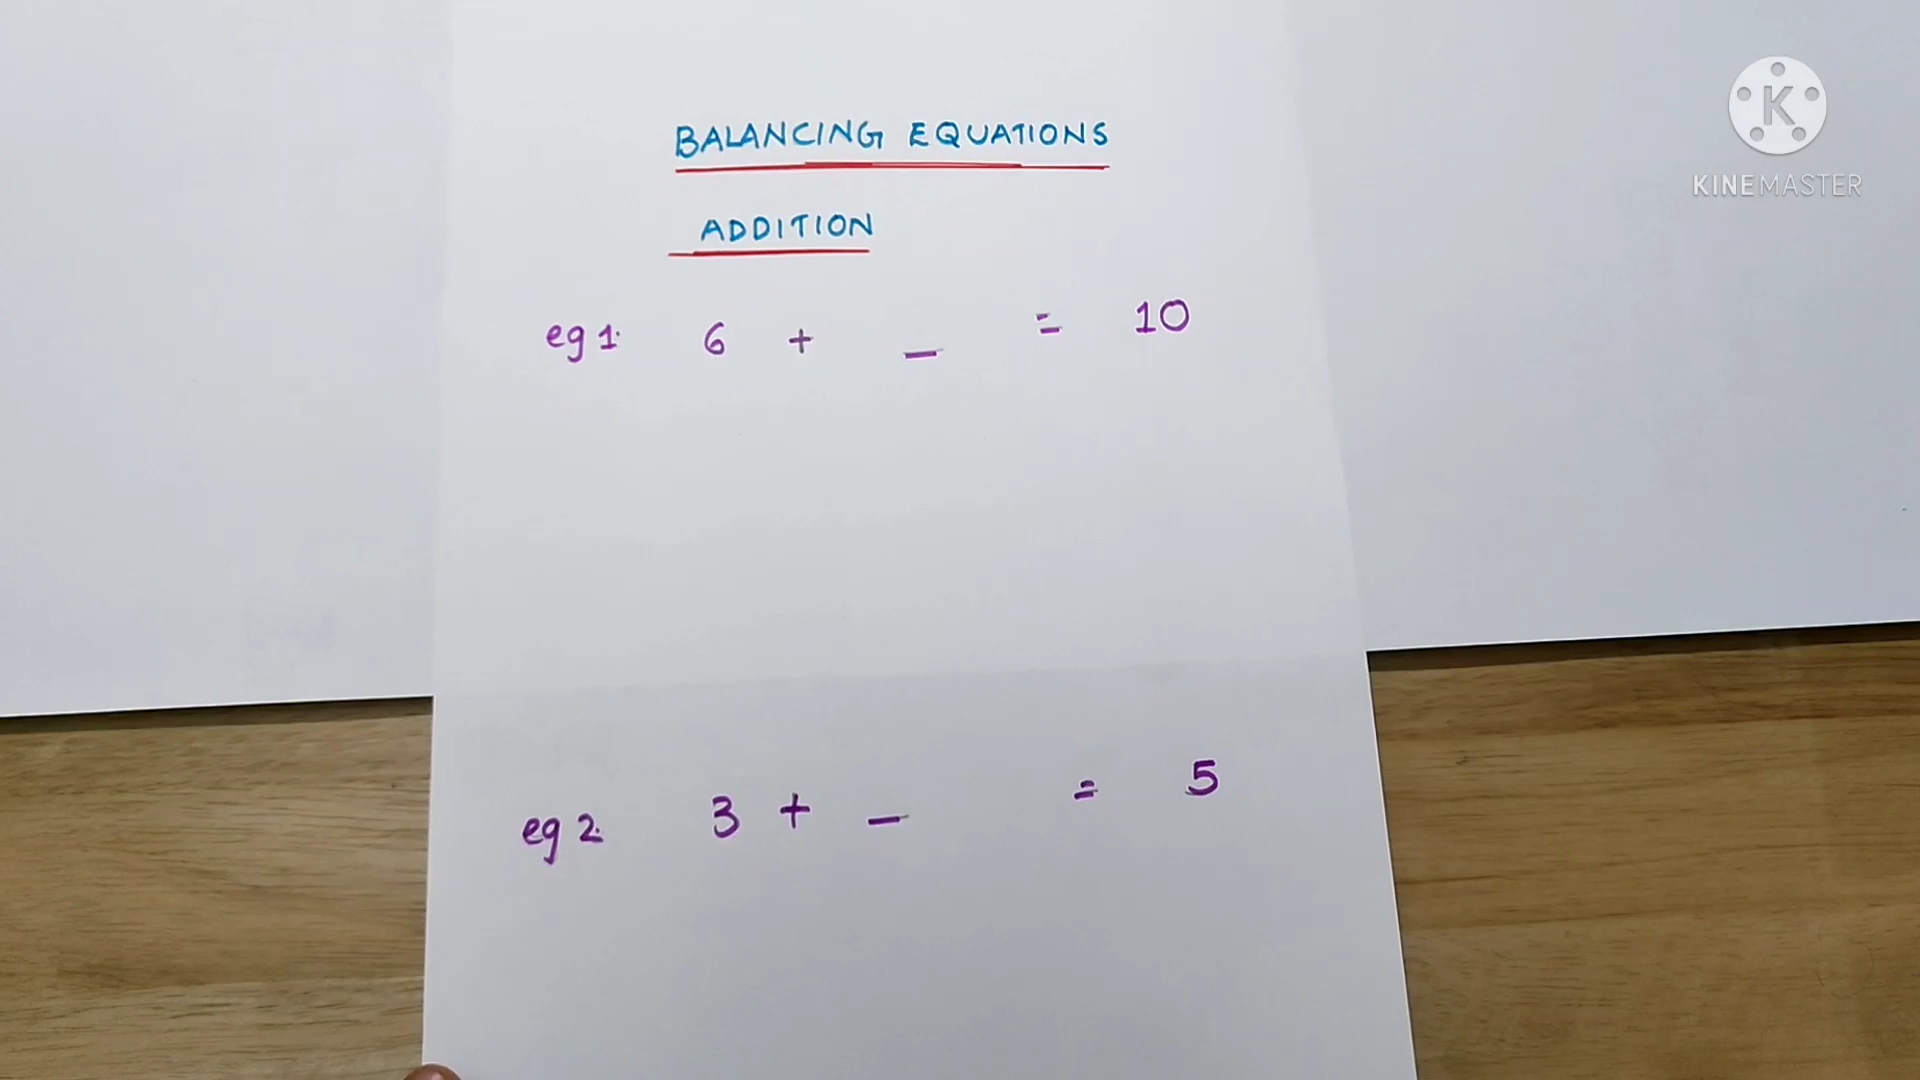 BALANCING EQUATIONS
ADDITION
eg 1. 6 + _ = 10
eg 2. 3 + _ = 5
K
KINEMASTER